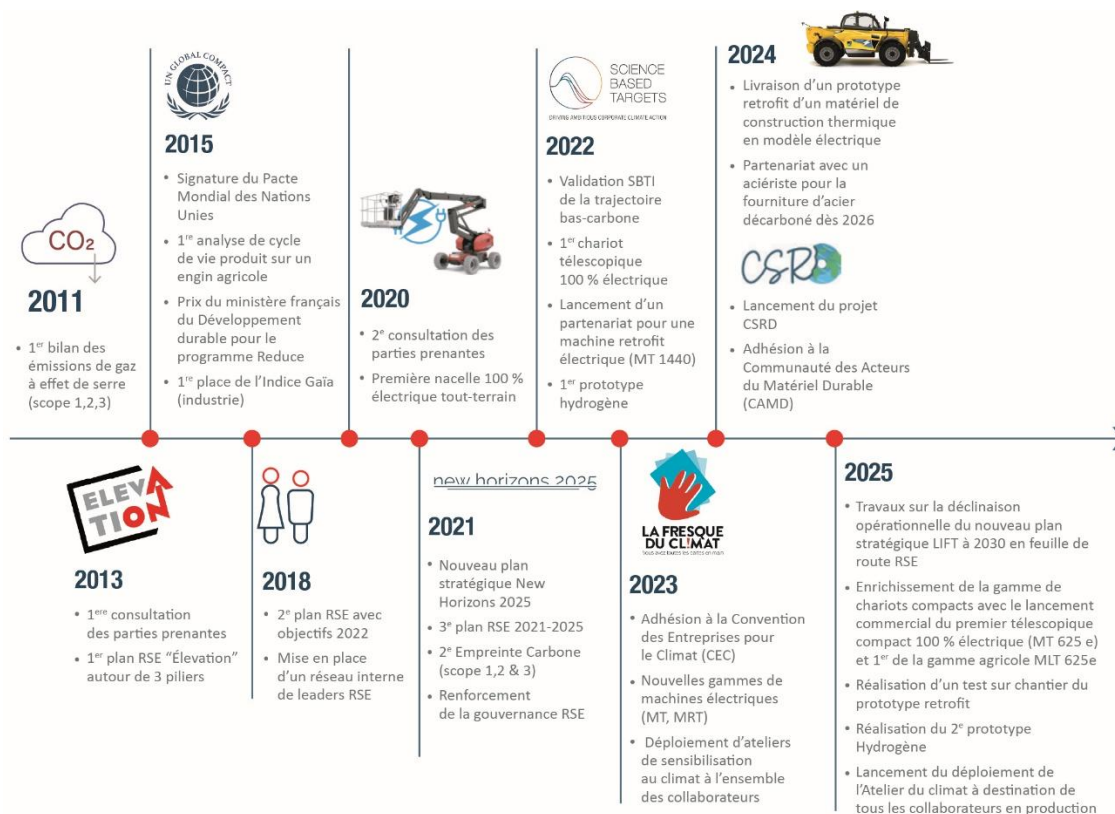 CO2
2011
• 1er bilan des
émissions de gaz
à effet de serre
(scope 1,2,3)
ELEVATION
2013
• 1ere consultation
des parties prenantes
• 1er plan RSE “Élevation”
autour de 3 piliers
UN GLOBAL COMPACT
2015
• Signature du Pacte
Mondial des Nations
Unies
• 1re analyse de cycle
de vie produit sur un
engin agricole
• Prix du ministère français
du Développement
durable pour le
programme Reduce
• 1re place de l’Indice Gaïa
(industrie)
2018
• 2e plan RSE avec
objectifs 2022
• Mise en place
d’un réseau interne
de leaders RSE
2020
• 2e consultation des
parties prenantes
• Première nacelle 100 %
électrique tout-terrain
new horizons 2025
2021
• Nouveau plan
stratégique New
Horizons 2025
• 3e plan RSE 2021-2025
• 2e Empreinte Carbone
(scope 1,2 & 3)
• Renforcement
de la gouvernance RSE
SCIENCE
BASED
TARGETS
DRIVING AMBITIOUS CORPORATE CLIMATE ACTION
2022
• Validation SBTI
de la trajectoire
bas-carbone
• 1er chariot
télescopique
100 % électrique
• Lancement d’un
partenariat pour une
machine retrofit
électrique (MT 1440)
• 1er prototype
hydrogène
LA FRESQUE
DU CL!MAT
Nous avons toutes les cartes en main
2023
• Adhésion à la Convention
des Entreprises pour
le Climat (CEC)
• Nouvelles gammes de
machines électriques
(MT, MRT)
• Déploiement d’ateliers
de sensibilisation
au climat à l’ensemble
des collaborateurs
2024
• Livraison d’un prototype
retrofit d’un matériel de
construction thermique
en modèle électrique
• Partenariat avec un
aciériste pour la
fourniture d’acier
décarboné dès 2026
CSRD
• Lancement du projet
CSRD
• Adhésion à la
Communauté des Acteurs
du Matériel Durable
(CAMD)
2025
• Travaux sur la déclinaison
opérationnelle du nouveau plan
stratégique LIFT à 2030 en feuille de
route RSE
• Enrichissement de la gamme de
chariots compacts avec le lancement
commercial du premier télescopique
compact 100 % électrique (MT 625 e)
et 1er de la gamme agricole MLT 625e
• Réalisation d’un test sur chantier du
prototype retrofit
• Réalisation du 2e prototype
Hydrogène
• Lancement du déploiement de
l’Atelier du climat à destination de
tous les collaborateurs en production